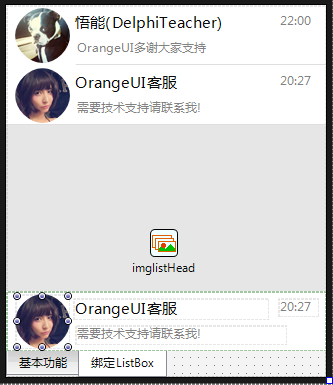 悟能(DelphiTeacher) 22:00
OrangeUI多谢大家支持
OrangeUI客服 20:27
需要技术支持请联系我!
imglistHead
OrangeUI客服 20:27
需要技术支持请联系我!
基本功能 绑定ListBox